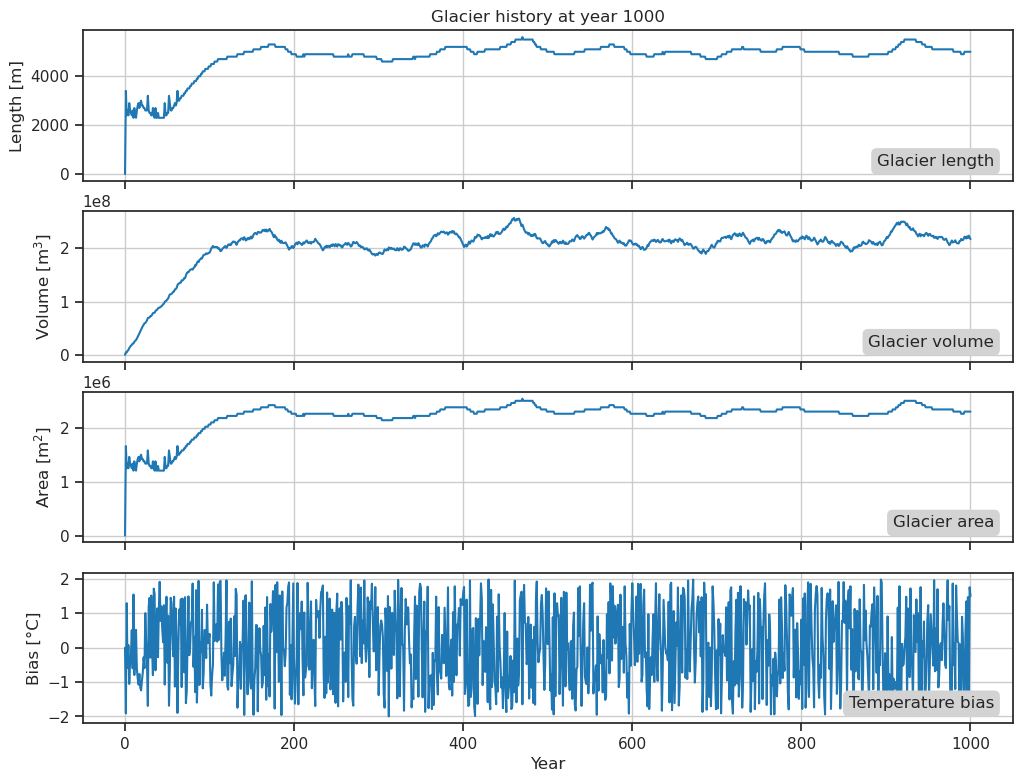 Glacier history at year 1000
4000
2000
0
Length [m]
Glacier length
1e8
2
1
0
Volume [m³]
Glacier volume
1e6
2
1
0
Area [m²]
Glacier area
2
1
0
−1
−2
Bias [°C]
Temperature bias
0 200 400 600 800 1000
Year